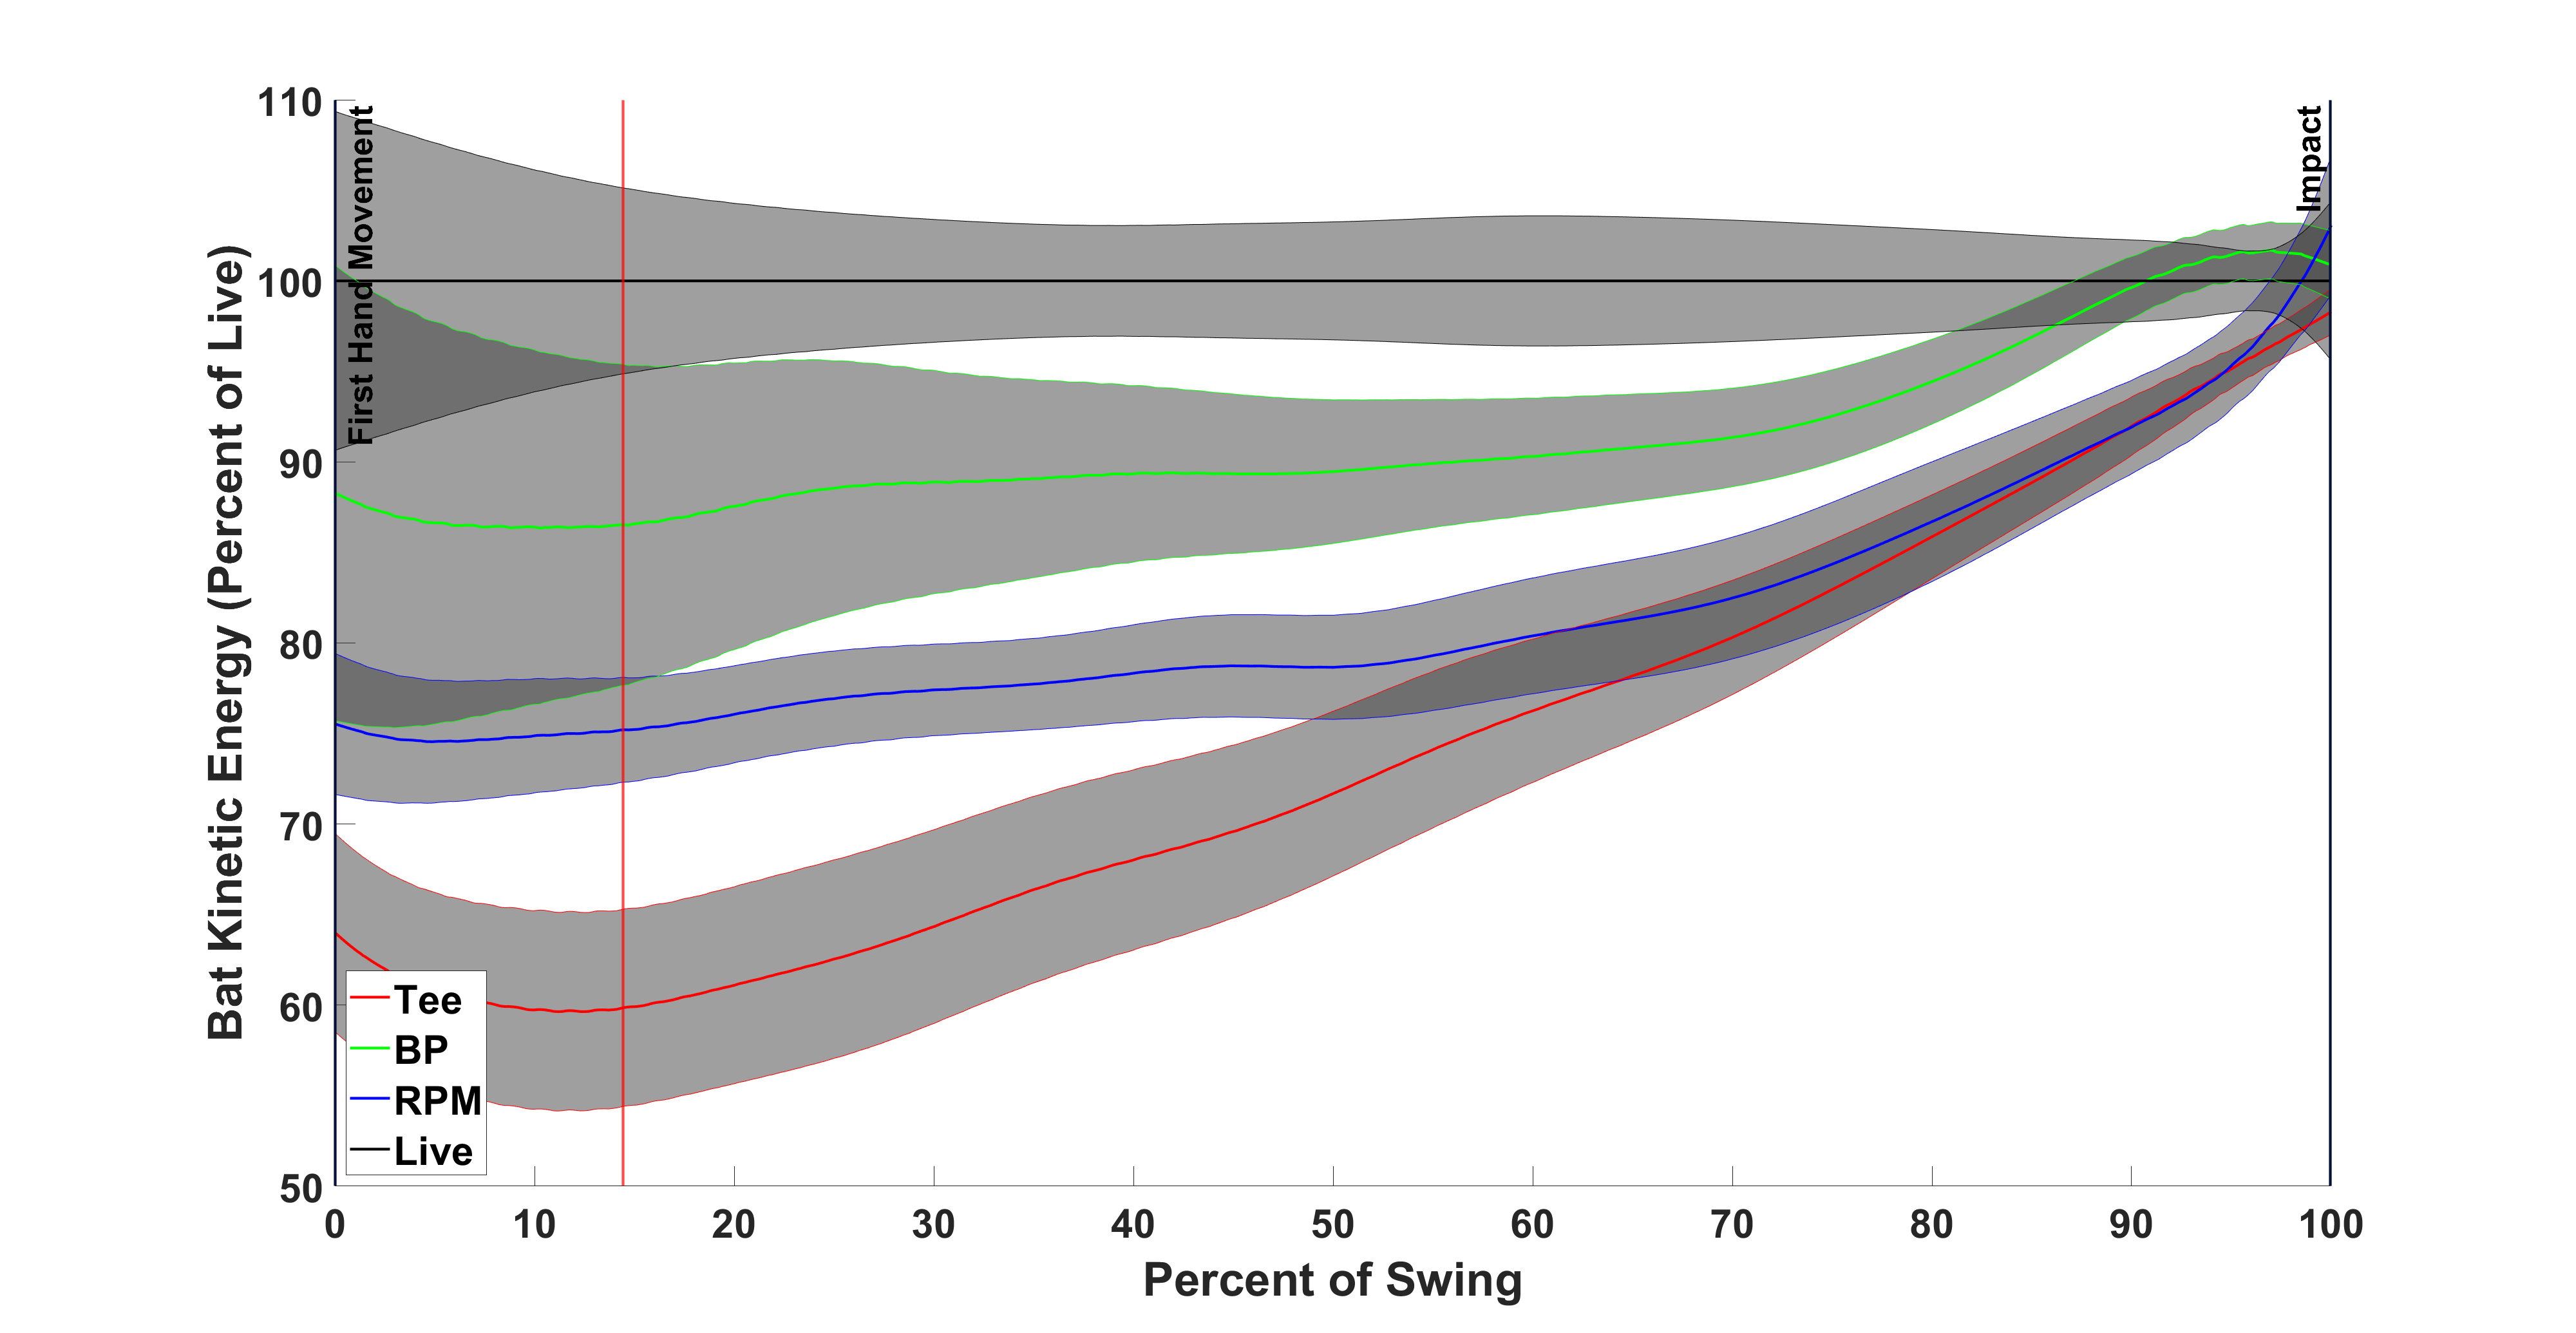 Bat Kinetic Energy (Percent of Live)
110
100
90
80
70
60
50
First Hand Movement
Impact
Tee
BP
RPM
Live
0 10 20 30 40 50 60 70 80 90 100
Percent of Swing